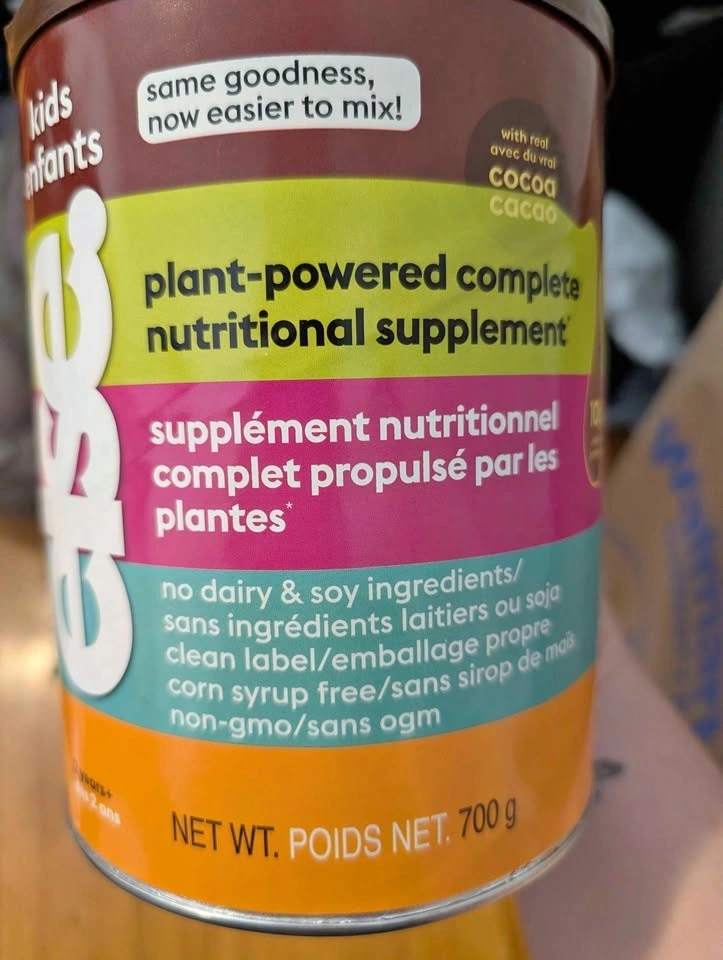 kids
enfants
same goodness,
now easier to mix!
with real
avec du vrai
cocoa
cacao
else.
plant-powered complete
nutritional supplement*
supplément nutritionnel
complet propulsé par les
plantes*
no dairy & soy ingredients/
sans ingrédients laitiers ou soja
clean label/emballage propre
corn syrup free/sans sirop de maïs
non-gmo/sans ogm
years+
2 ans
NET WT. POIDS NET. 700 g